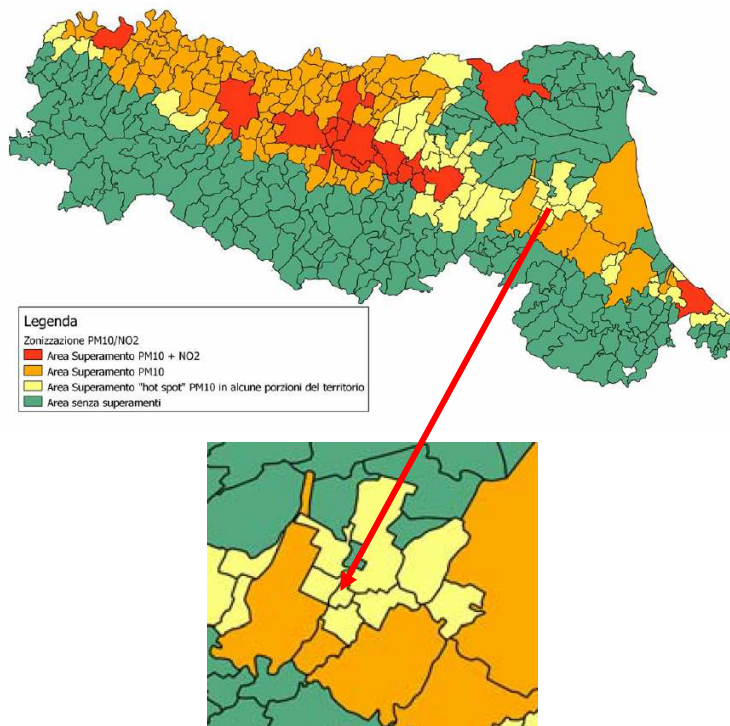 Legenda
Zonizzazione PM10/NO2
Area Superamento PM10 + NO2
Area Superamento PM10
Area Superamento "hot spot" PM10 in alcune porzioni del territorio
Area senza superamenti